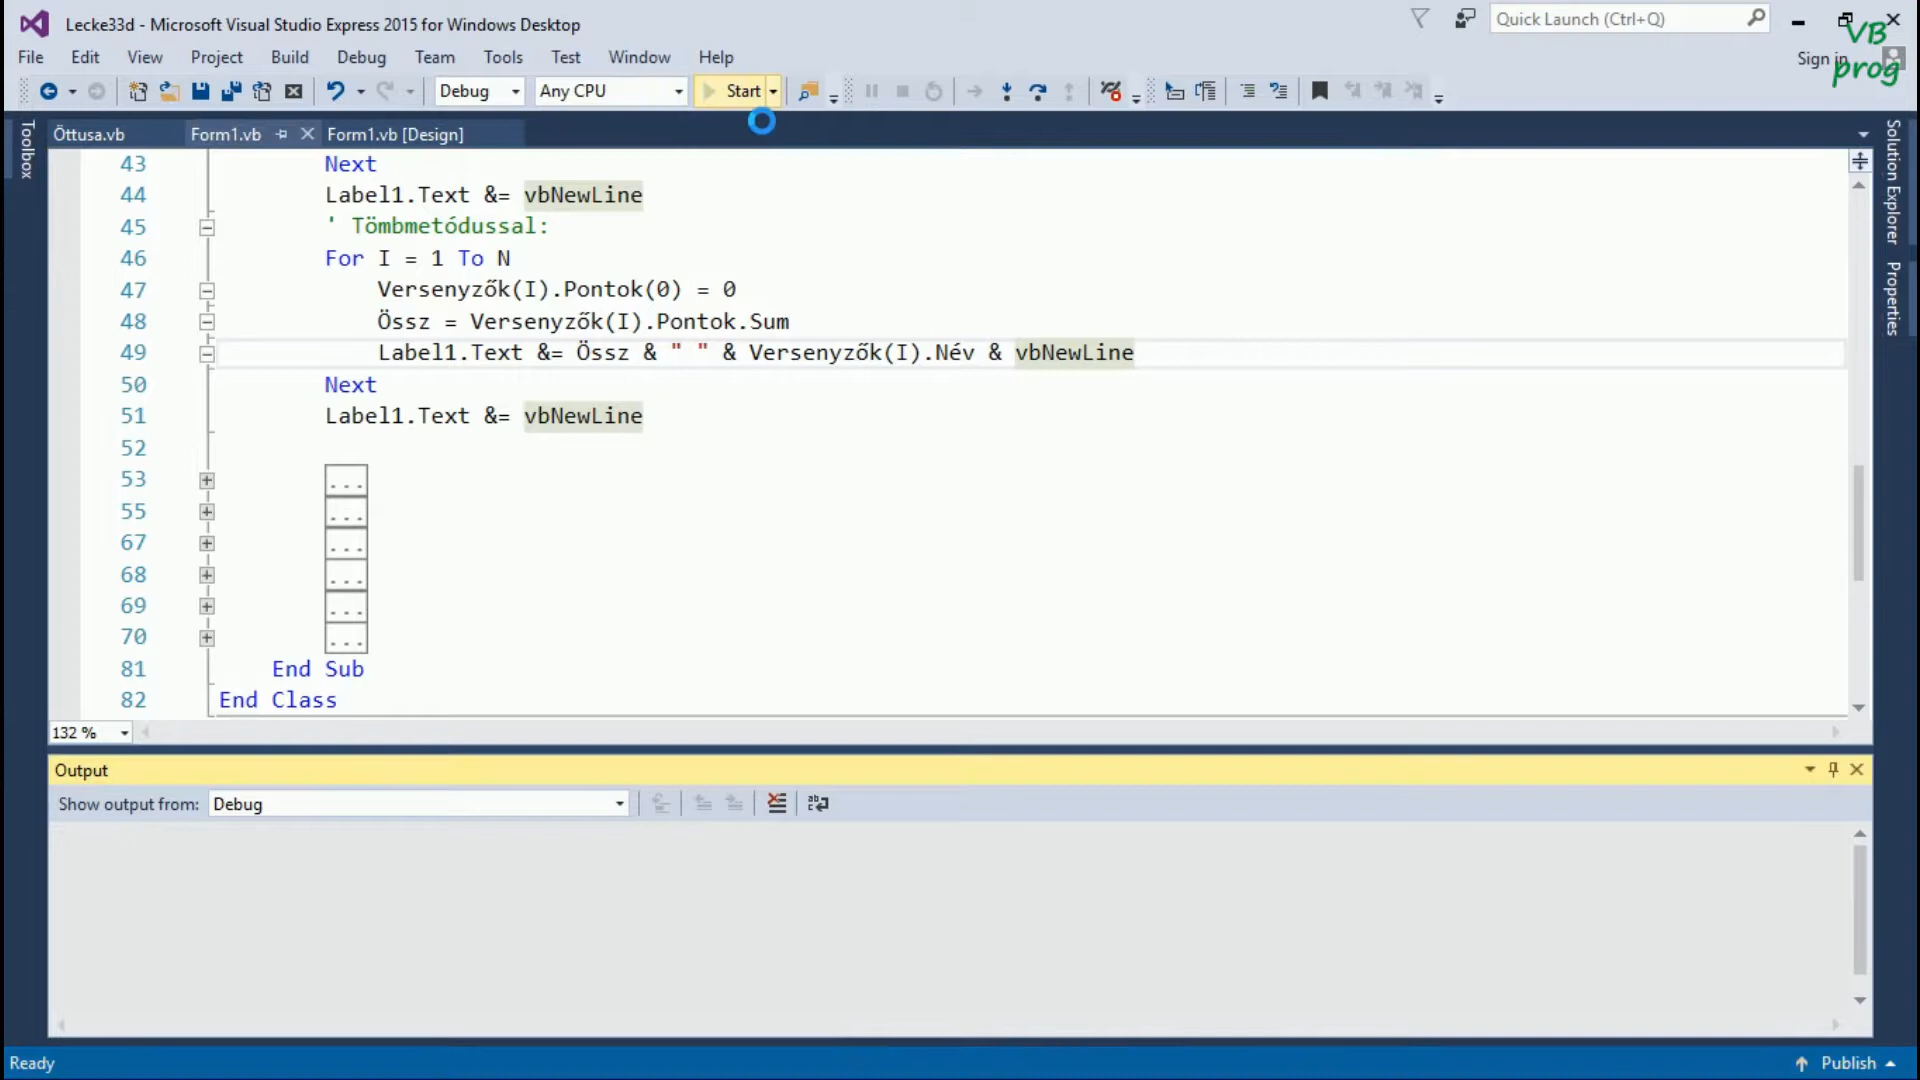 Lecke33d - Microsoft Visual Studio Express 2015 for Windows Desktop
Quick Launch (Ctrl+Q)
VB
prog
File Edit View Project Build Debug Team Tools Test Window Help
Sign in
Debug Any CPU Start
Toolbox
Öttusa.vb Form1.vb Form1.vb [Design]
Solution Explorer
Properties
43 Next
44 Label1.Text &= vbNewLine
45 ' Tömbmetódussal:
46 For I = 1 To N
47 Versenyzők(I).Pontok(0) = 0
48 Össz = Versenyzők(I).Pontok.Sum
49 Label1.Text &= Össz & " " & Versenyzők(I).Név & vbNewLine
50 Next
51 Label1.Text &= vbNewLine
52
53 ...
55 ...
67 ...
68 ...
69 ...
70 ...
81 End Sub
82 End Class
132 %
Output
Show output from: Debug
Ready
Publish